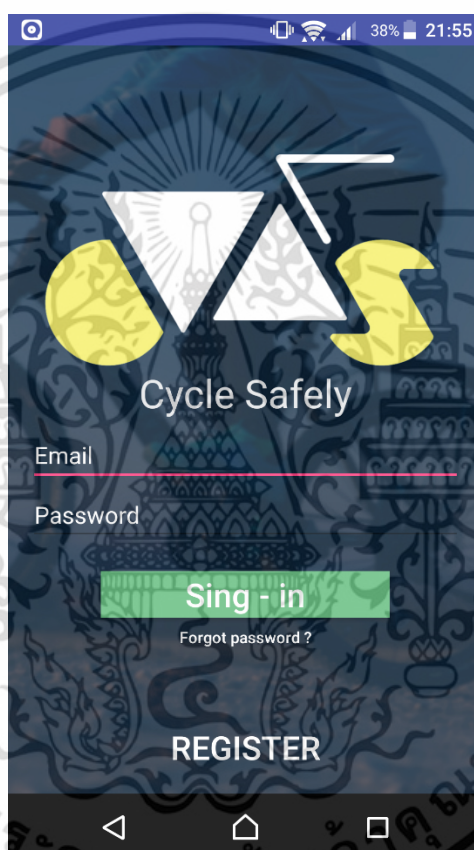 38% 21:55
Cycle Safely
Email
Password
Sing - in
Forgot password ?
REGISTER